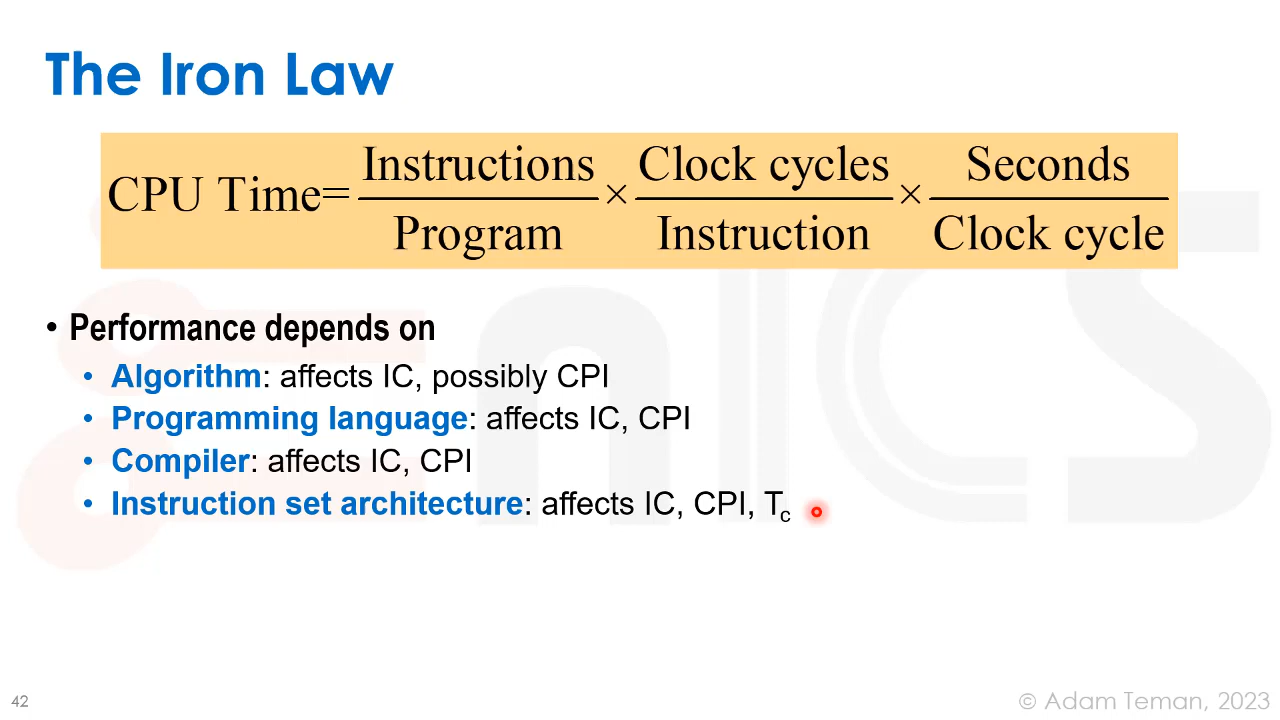 The Iron Law
CPU Time= Instructions/Program × Clock cycles/Instruction × Seconds/Clock cycle
• Performance depends on
• Algorithm: affects IC, possibly CPI
• Programming language: affects IC, CPI
• Compiler: affects IC, CPI
• Instruction set architecture: affects IC, CPI, Tc
42
© Adam Teman, 2023
enICS